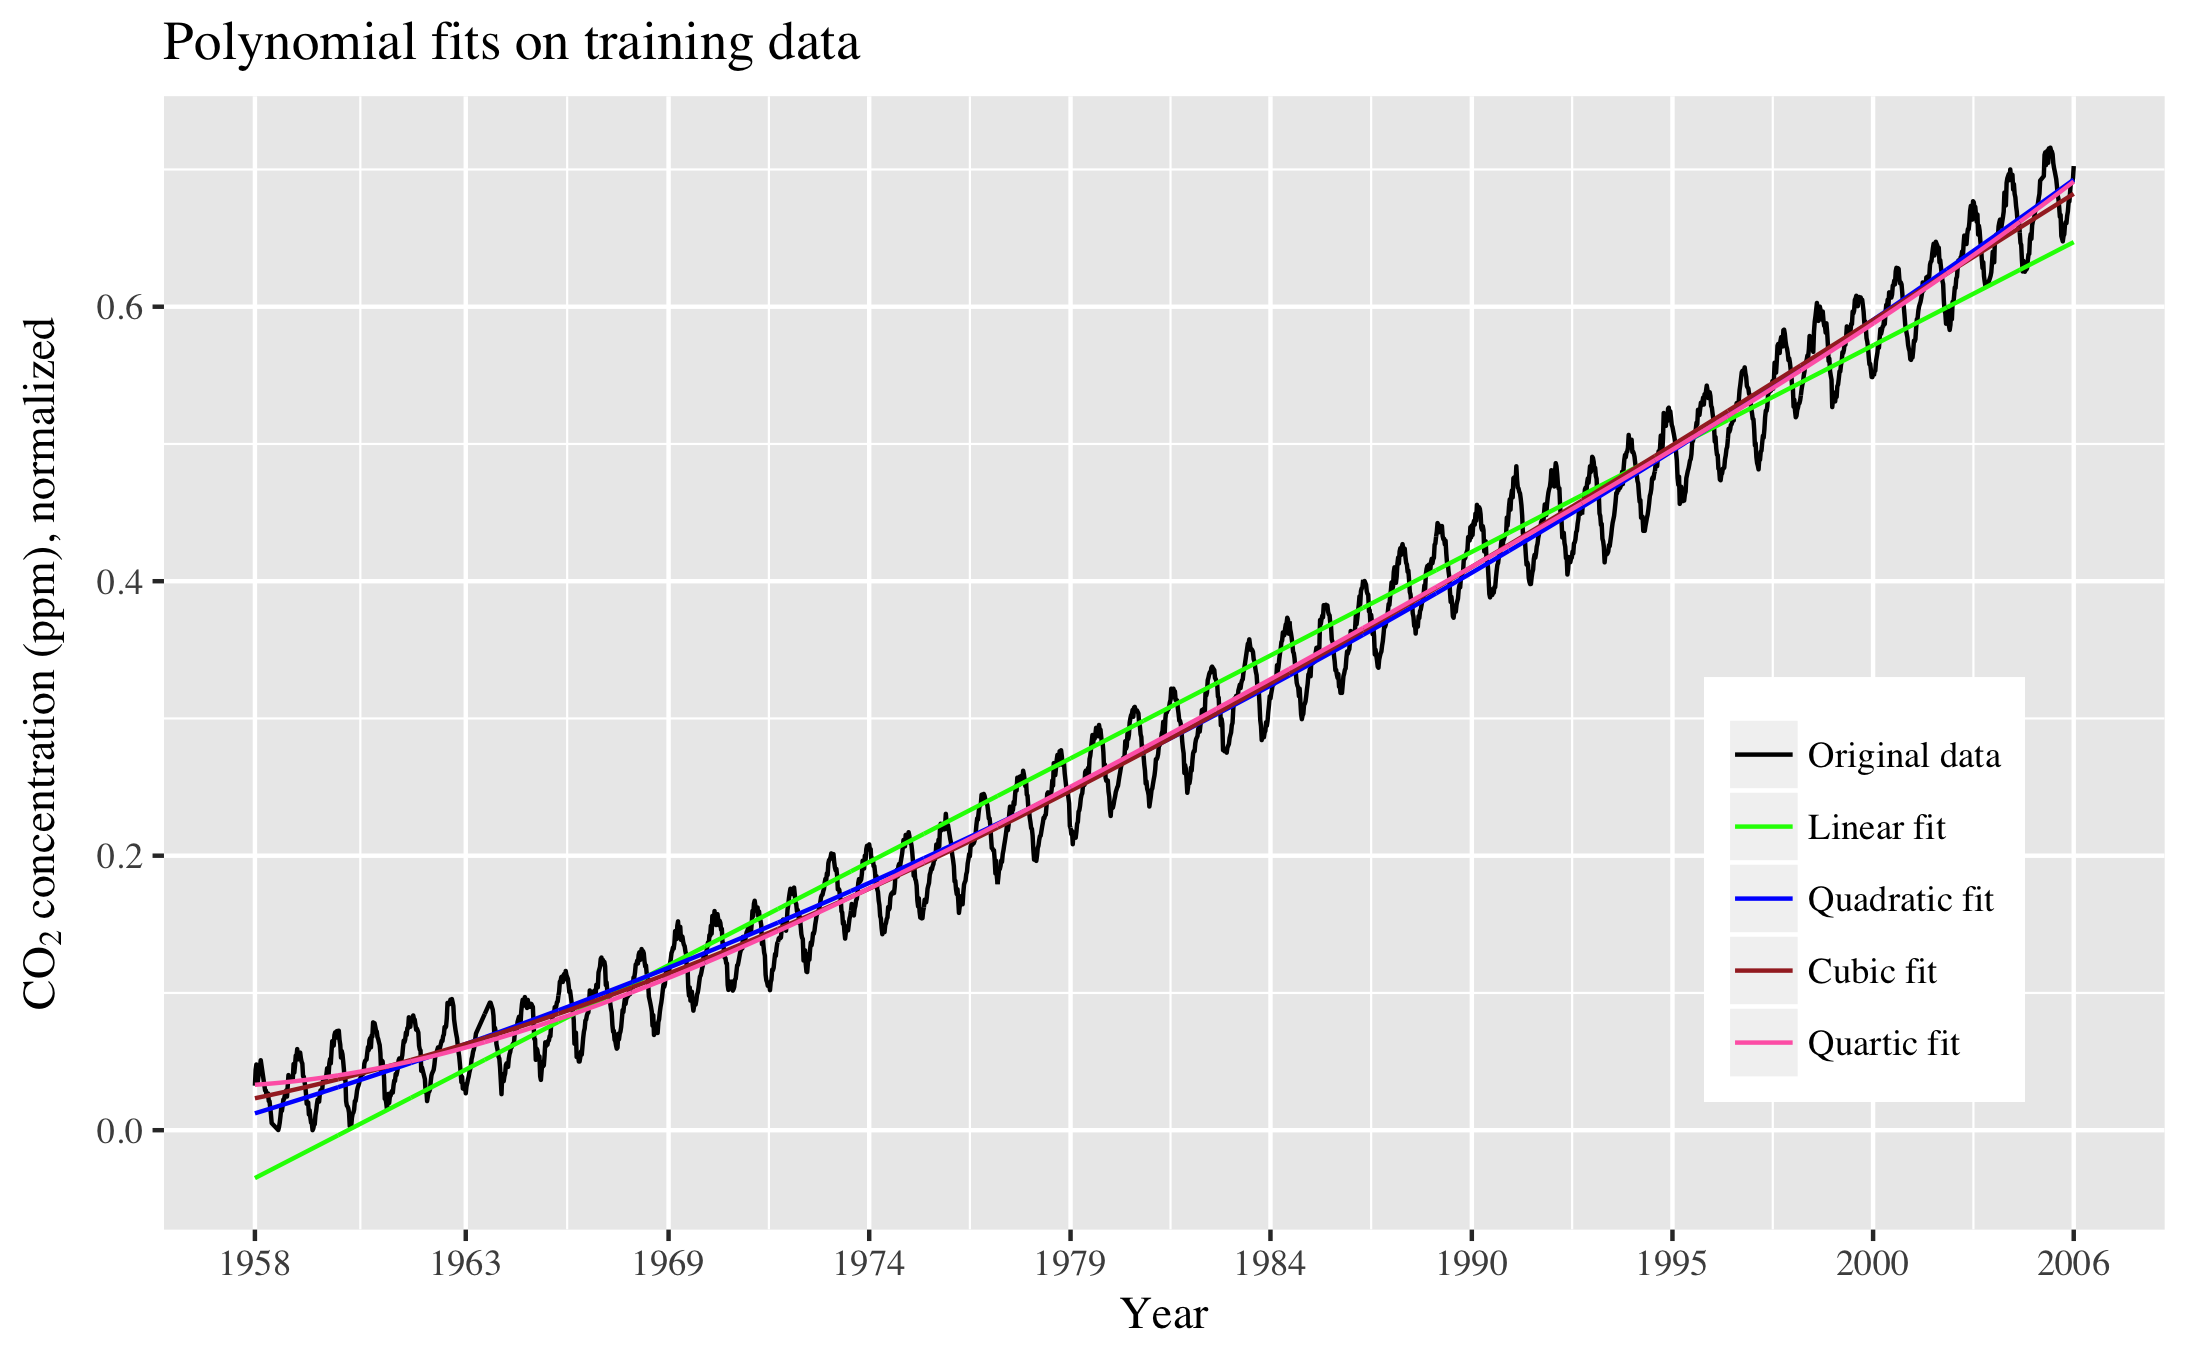 Polynomial fits on training data
CO₂ concentration (ppm), normalized
0.6
0.4
0.2
0.0
Original data
Linear fit
Quadratic fit
Cubic fit
Quartic fit
1958 1963 1969 1974 1979 1984 1990 1995 2000 2006
Year